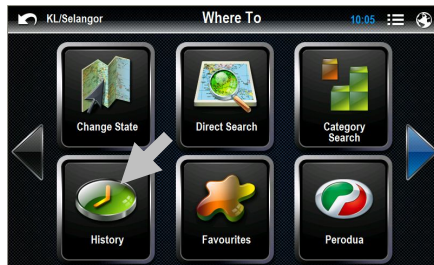 KL/Selangor Where To 10:05
Change State Direct Search Category
Search
History Favourites Perodua